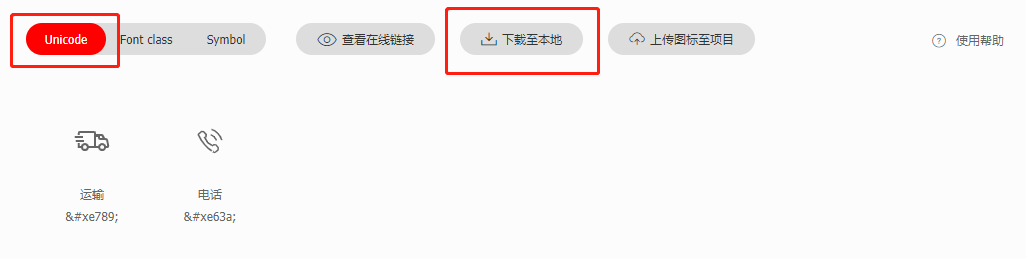 Unicode Font class Symbol 查看在线链接 下载至本地 上传图标至项目 ? 使用帮助
运输 电话
&#xe789; &#xe63a;